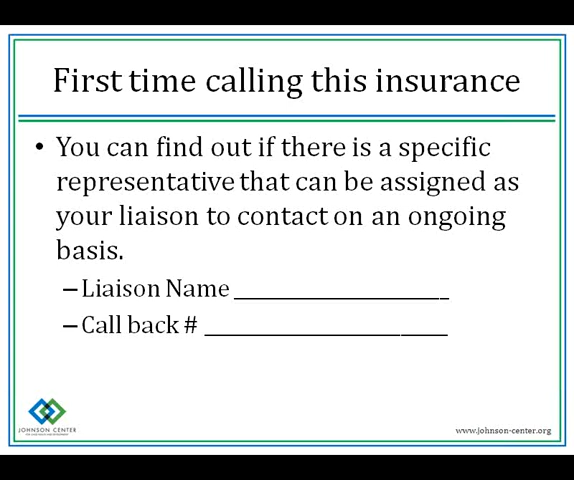 First time calling this insurance
• You can find out if there is a specific
representative that can be assigned as
your liaison to contact on an ongoing
basis.
– Liaison Name ____________________
– Call back # _______________________
JOHNSON CENTER
www.johnson-center.org